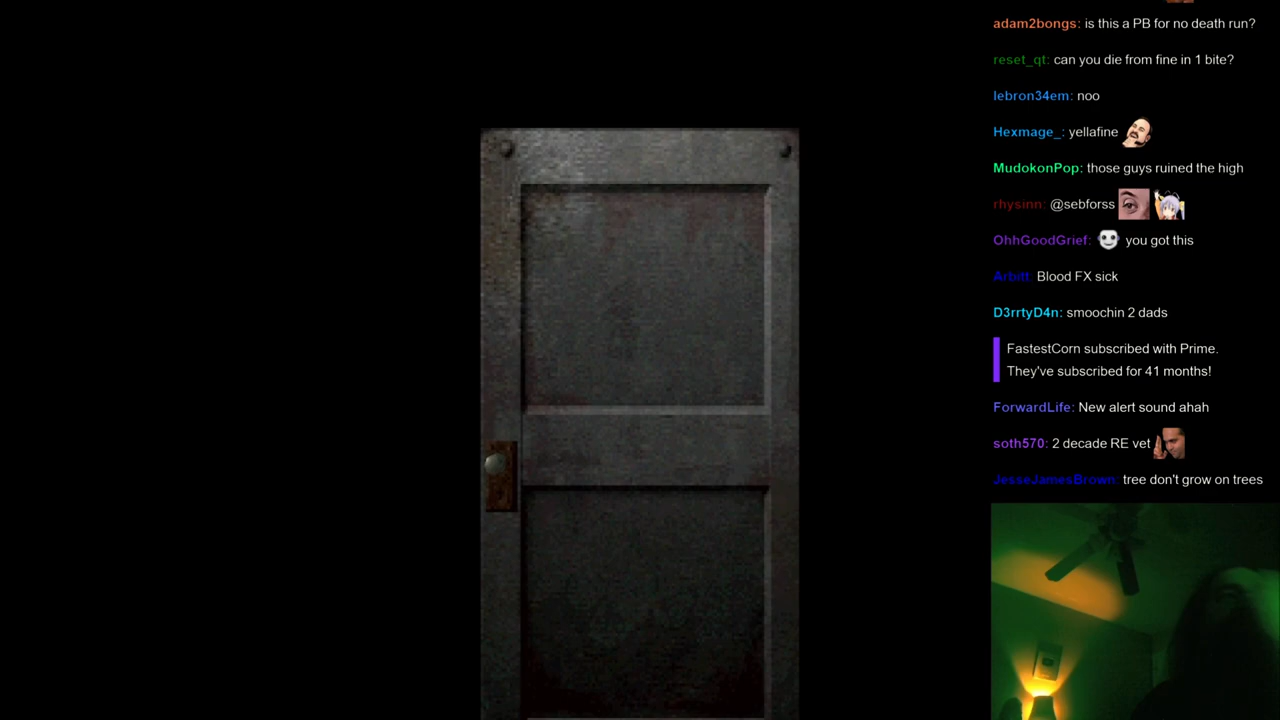 adam2bongs: is this a PB for no death run?
reset_qt: can you die from fine in 1 bite?
lebron34em: noo
Hexmage_: yellafine
MudokonPop: those guys ruined the high
rhysinn: @sebforss
OhhGoodGrief: you got this
Arbitt: Blood FX sick
D3rrtyD4n: smoochin 2 dads
FastestCorn subscribed with Prime.
They've subscribed for 41 months!
ForwardLife: New alert sound ahah
soth570: 2 decade RE vet
JesseJamesBrown: tree don't grow on trees